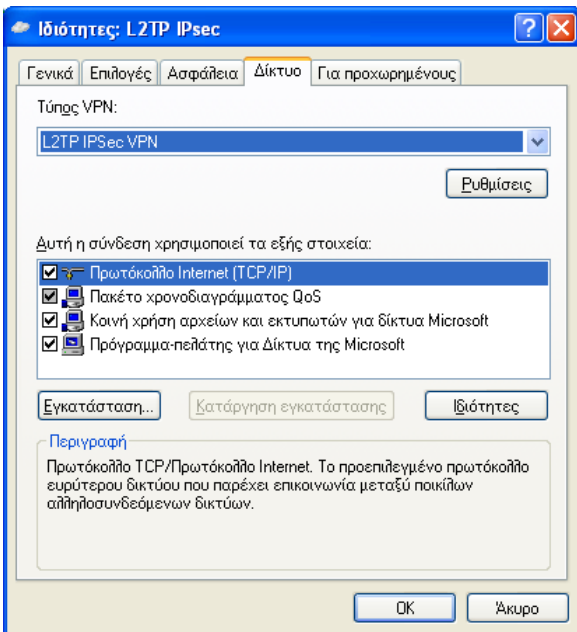 Ιδιότητες: L2TP IPsec
Γενικά Επιλογές Ασφάλεια Δίκτυο Για προχωρημένους
Τύπος VPN:
L2TP IPSec VPN
Ρυθμίσεις
Αυτή η σύνδεση χρησιμοποιεί τα εξής στοιχεία:
Πρωτόκολλο Internet (TCP/IP)
Πακέτο χρονοδιαγράμματος QoS
Κοινή χρήση αρχείων και εκτυπωτών για δίκτυα Microsoft
Πρόγραμμα-πελάτης για Δίκτυα της Microsoft
Εγκατάσταση... Κατάργηση εγκατάστασης Ιδιότητες
Περιγραφή
Πρωτόκολλο TCP/Πρωτόκολλο Internet. Το προεπιλεγμένο πρωτόκολλο
ευρύτερου δικτύου που παρέχει επικοινωνία μεταξύ ποικίλων
αλληλοσυνδεόμενων δικτύων.
OK Άκυρο